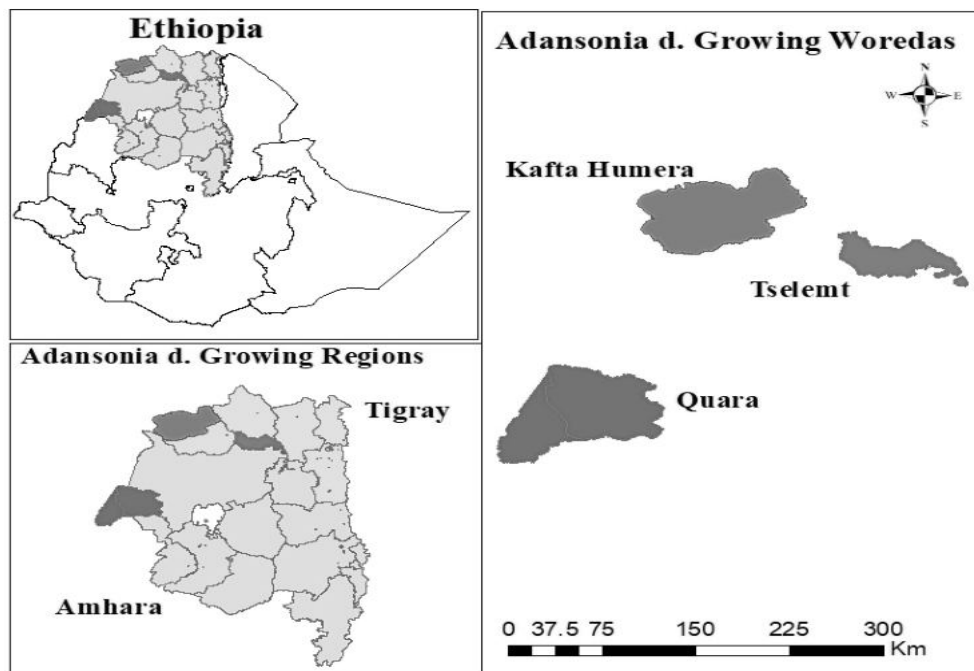 Ethiopia
Adansonia d. Growing Regions
Tigray
Amhara
Adansonia d. Growing Woredas
N
W E
S
Kafta Humera
Tselemt
Quara
0 37.5 75 150 225 300
Km